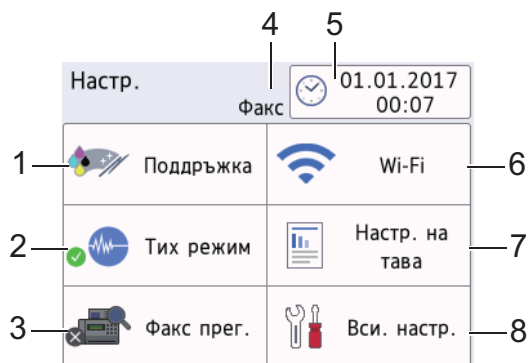 4 5
Настр.
Факс
01.01.2017
00:07
1 Поддръжка
Wi-Fi 6
2 Тих режим
Настр. на
тава 7
3 Факс прег.
Вси. настр. 8